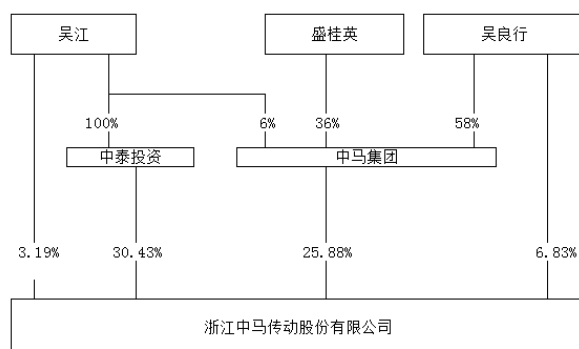 吴江
盛桂英
吴良行
100%
6%
36%
58%
中泰投资
中马集团
3.19%
30.43%
25.88%
6.83%
浙江中马传动股份有限公司